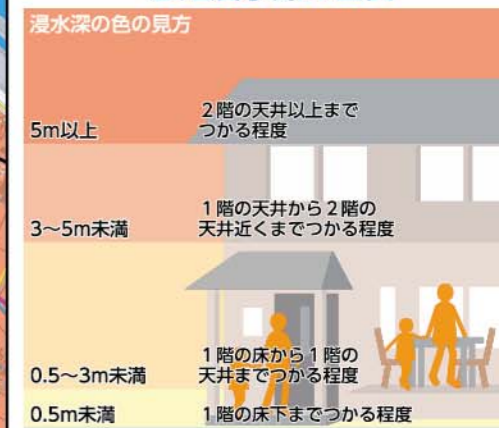 浸水深の色の見方
5m以上
2階の天井以上まで
つかる程度
3〜5m未満
1階の天井から2階の
天井近くまでつかる程度
0.5〜3m未満
1階の床から1階の
天井までつかる程度
0.5m未満
1階の床下までつかる程度